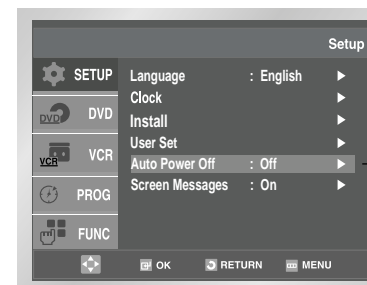 Setup
SETUP
Language : English ▶
Clock ▶
DVD DVD
Install ▶
User Set ▶
VCR VCR
Auto Power Off : Off ▶
Screen Messages : On ▶
PROG
FUNC
OK RETURN MENU